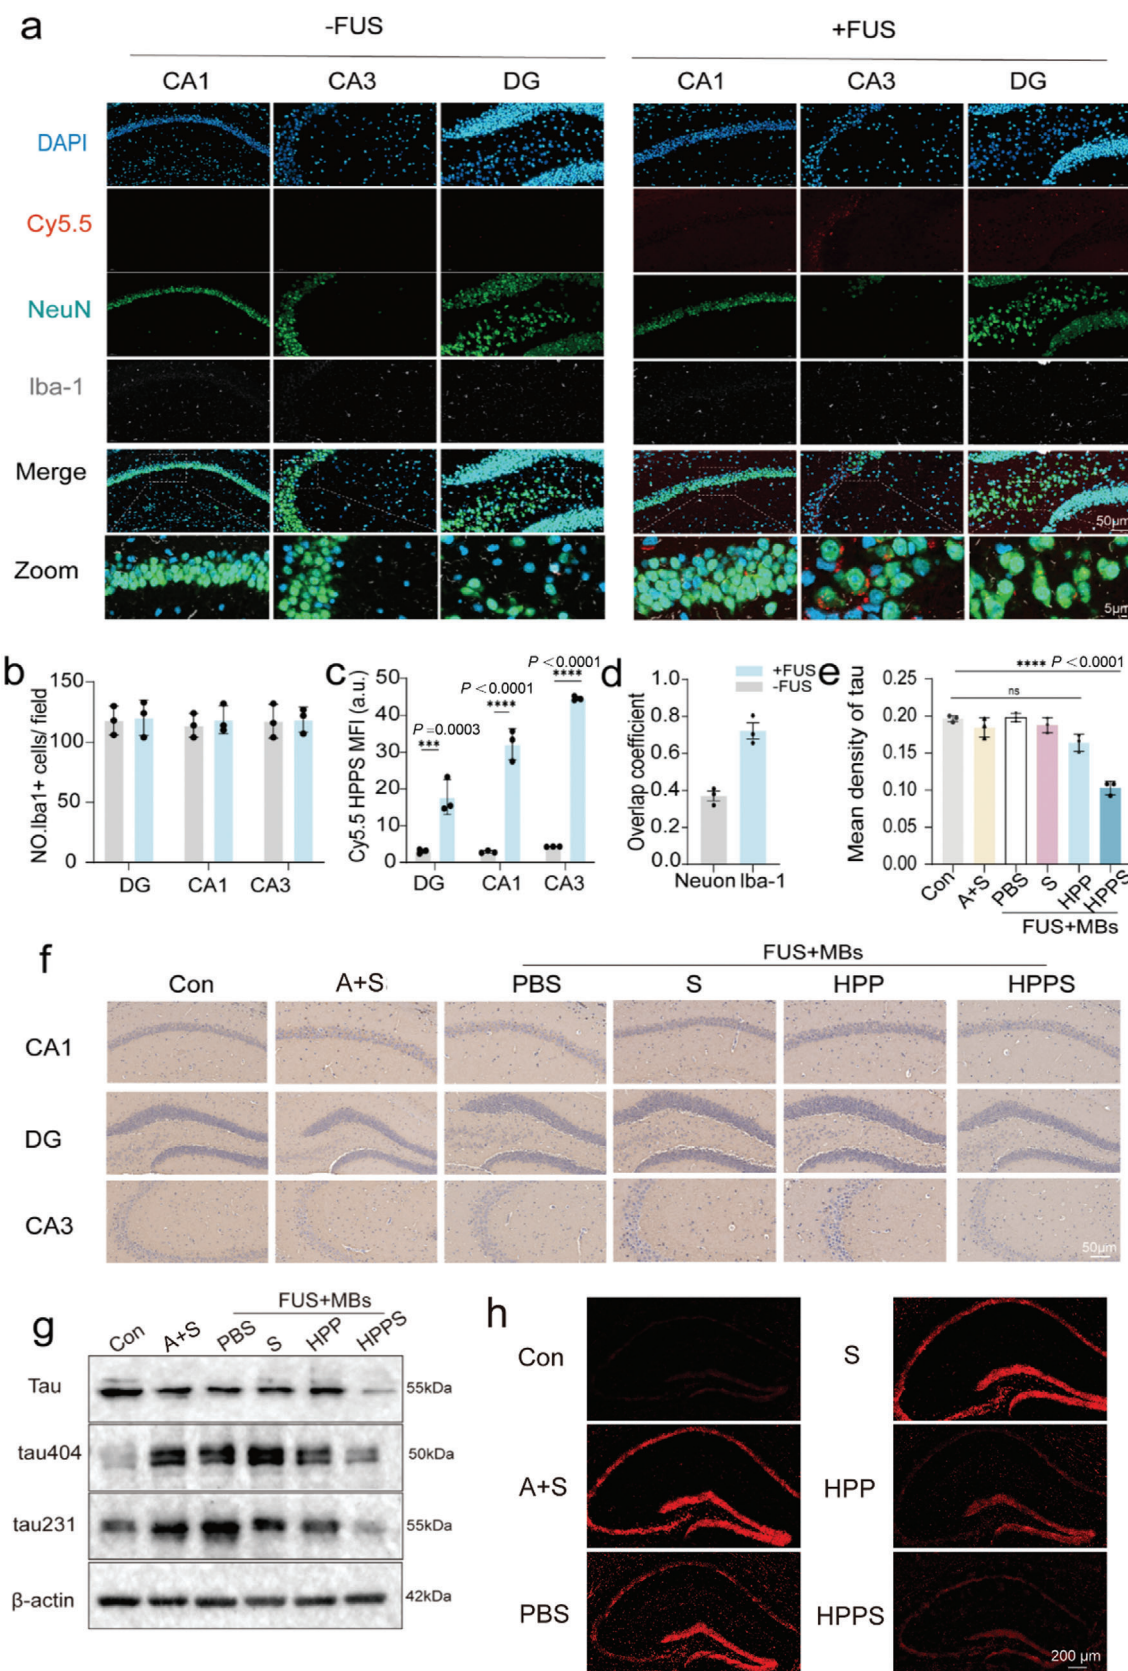 a
-FUS
+FUS
CA1 CA3 DG CA1 CA3 DG
DAPI
Cy5.5
NeuN
Iba-1
Merge
50μm
Zoom
5μm
b
NO.Iba1+ cells/ field
150
100
50
0
DG CA1 CA3
c
Cy5.5 HPPS MFI (a.u.)
50
40
30
20
10
0
P=0.0003
***
P<0.0001
****
P<0.0001
****
DG CA1 CA3
d
+FUS
-FUS
Overlap coefficient
1.0
0.8
0.6
0.4
0.2
0.0
Neuon Iba-1
e
Mean density of tau
**** P<0.0001
ns
0.25
0.20
0.15
0.10
0.05
0.00
Con A+S PBS S HPP HPPS
FUS+MBs
f
FUS+MBs
Con A+S PBS S HPP HPPS
CA1
DG
CA3
50μm
g
FUS+MBs
Con A+S PBS S HPP HPPS
Tau 55kDa
tau404 50kDa
tau231 55kDa
β-actin 42kDa
h
Con S
A+S HPP
PBS HPPS
200 μm